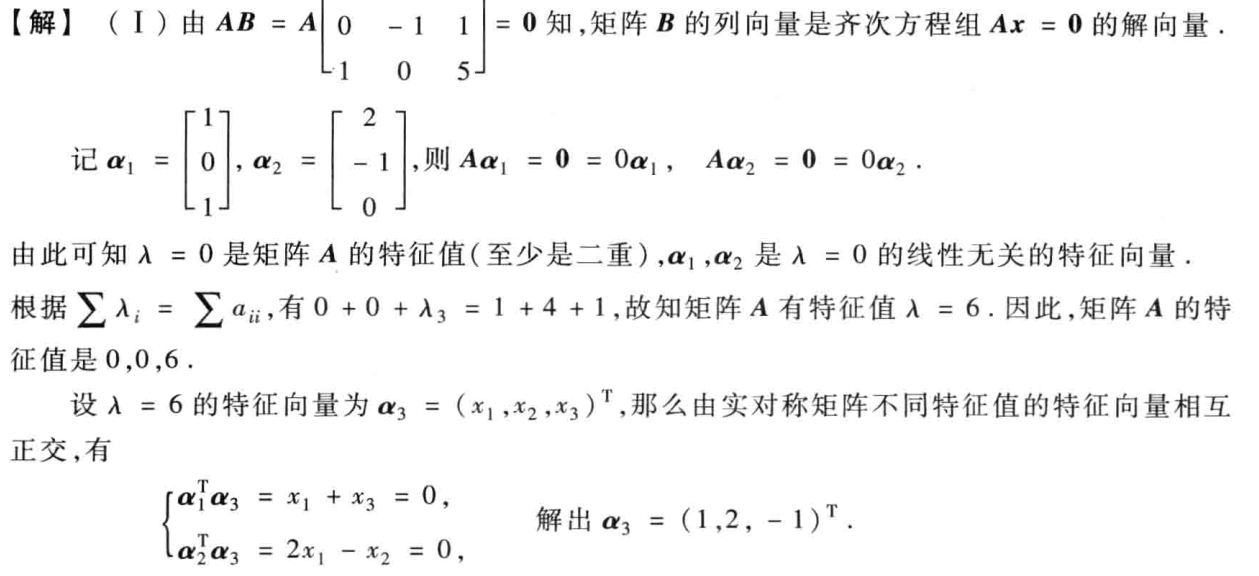 【解】 (Ⅰ)由 AB = A[0 -1 1; 1 0 5] = 0 知,矩阵 B 的列向量是齐次方程组 Ax = 0 的解向量.
记 α₁ = [1; 0; 1], α₂ = [2; -1; 0],则 Aα₁ = 0 = 0α₁, Aα₂ = 0 = 0α₂.
由此可知 λ = 0 是矩阵 A 的特征值(至少是二重),α₁,α₂ 是 λ = 0 的线性无关的特征向量.
根据 ∑ λᵢ = ∑ aᵢᵢ,有 0 + 0 + λ₃ = 1 + 4 + 1,故知矩阵 A 有特征值 λ = 6. 因此,矩阵 A 的特
征值是 0,0,6.
设 λ = 6 的特征向量为 α₃ = (x₁,x₂,x₃)ᵀ,那么由实对称矩阵不同特征值的特征向量相互
正交,有
α₁ᵀα₃ = x₁ + x₃ = 0,
α₂ᵀα₃ = 2x₁ - x₂ = 0,
解出 α₃ = (1,2,-1)ᵀ.